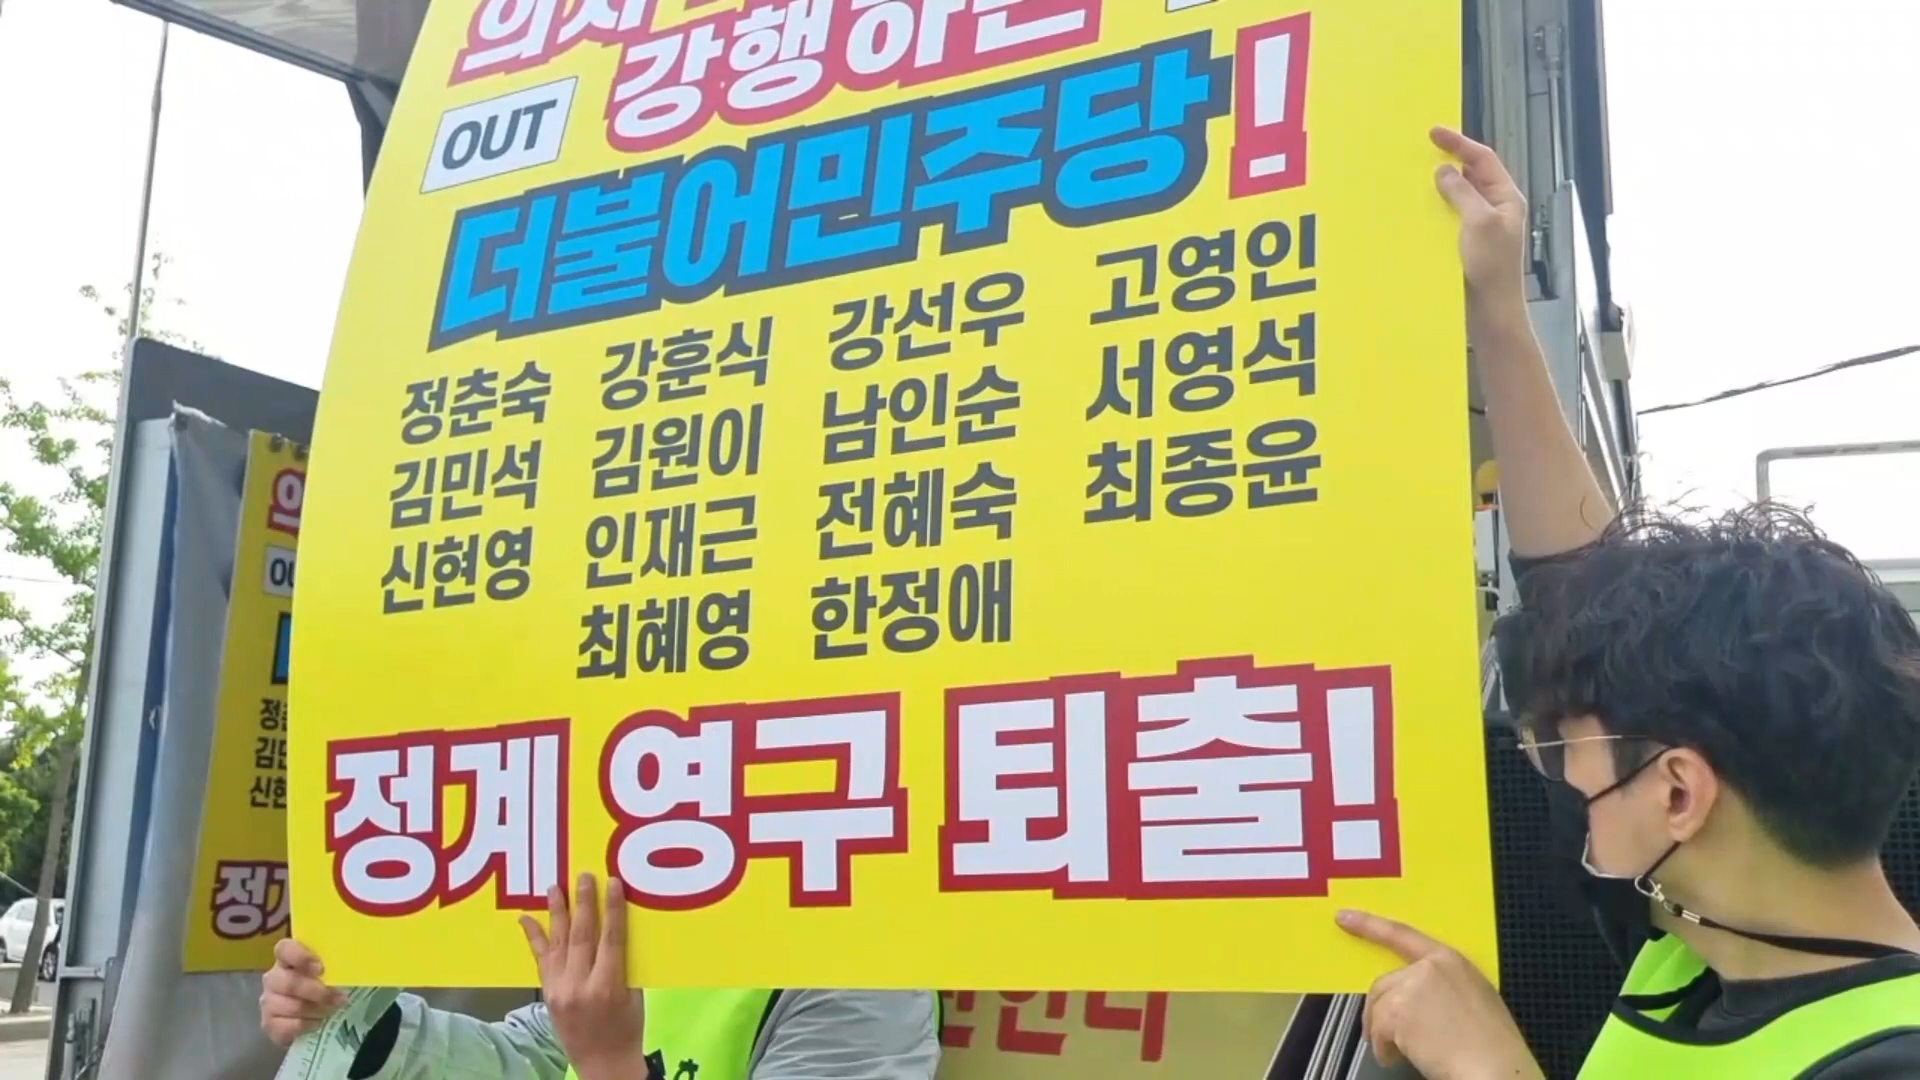 강행하는
OUT
더불어민주당!
정춘숙 강훈식 강선우 고영인
김민석 김원이 남인순 서영석
신현영 인재근 전혜숙 최종윤
최혜영 한정애
정계 영구 퇴출!